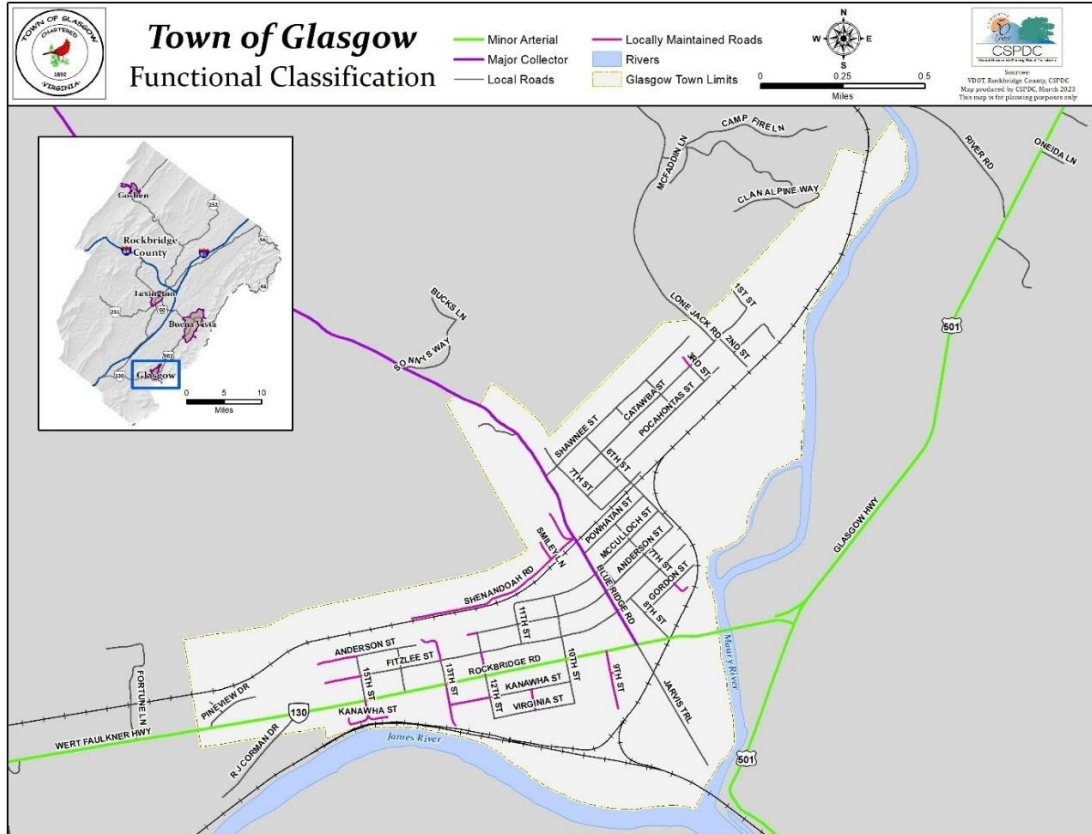 TOWN OF GLASGOW
CHARTERED
1892
VIRGINIA
Town of Glasgow
Functional Classification
Minor Arterial
Major Collector
Local Roads
Locally Maintained Roads
Rivers
Glasgow Town Limits
N
W E
S
0 0.25 0.5
Miles
CSPDC
Sources:
VDOT, Rockbridge County, CSPDC
Map produced by CSPDC, March 2023
This map is for planning purposes only
Goshen
252
Rockbridge
County
Lexington
251
60
Buena Vista
501
130
Glasgow
0 5 10
Miles
CAMP FIRE LN
MCFADDIN LN
CLAN ALPINE WAY
RIVER RD
ONEIDA LN
BUCKS LN
SONNYS WAY
LONE JACK RD
1ST ST
2ND ST
3RD ST
501
SHAWNEE ST
CATAWBA ST
POCAHONTAS ST
6TH ST
7TH ST
POWHATAN ST
MCCULLOCH ST
ANDERSON ST
7TH ST
GORDON ST
8TH ST
BLUE RIDGE RD
GLASGOW HWY
SMILEY LN
SHENANDOAH RD
11TH ST
10TH ST
ANDERSON ST
FITZLEE ST
ROCKBRIDGE RD
15TH ST
13TH ST
12TH ST
KANAWHA ST
VIRGINIA ST
9TH ST
JARVIS TRL
Maury River
FORTUNE LN
PINEVIEW DR
130
KANAWHA ST
WERT FAULKNER HWY
R J CORMAN DR
James River
501